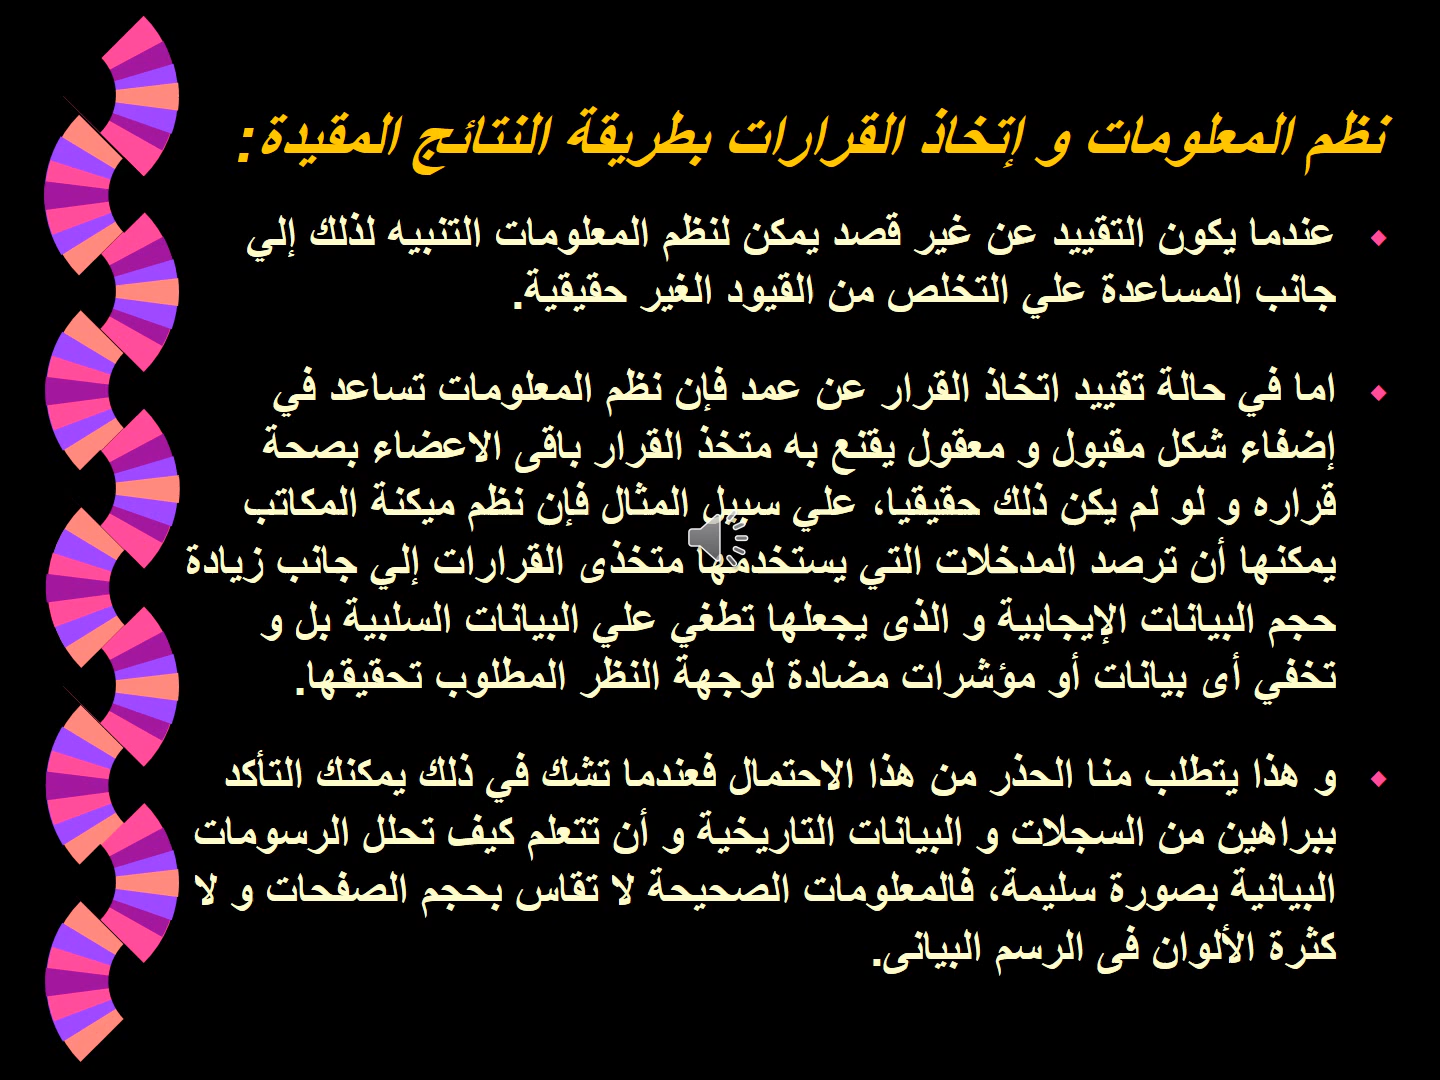 نظم المعلومات و إتخاذ القرارات بطريقة النتائج المقيدة :
عندما يكون التقييد عن غير قصد يمكن لنظم المعلومات التنبيه لذلك إلي
جانب المساعدة علي التخلص من القيود الغير حقيقية.
اما في حالة تقييد اتخاذ القرار عن عمد فإن نظم المعلومات تساعد في
إضفاء شكل مقبول و معقول يقنع به متخذ القرار باقى الاعضاء بصحة
قراره و لو لم يكن ذلك حقيقيا، علي سبيل المثال فإن نظم ميكنة المكاتب
يمكنها أن ترصد المدخلات التي يستخدمها متخذى القرارات إلي جانب زيادة
حجم البيانات الإيجابية و الذى يجعلها تطغي علي البيانات السلبية بل و
تخفي أى بيانات أو مؤشرات مضادة لوجهة النظر المطلوب تحقيقها.
و هذا يتطلب منا الحذر من هذا الاحتمال فعندما تشك في ذلك يمكنك التأكد
ببراهين من السجلات و البيانات التاريخية و أن تتعلم كيف تحلل الرسومات
البيانية بصورة سليمة، فالمعلومات الصحيحة لا تقاس بحجم الصفحات و لا
كثرة الألوان فى الرسم البيانى.